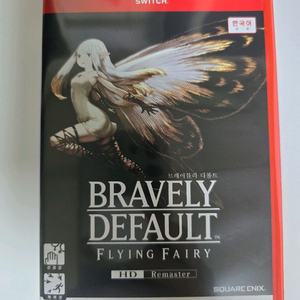 SWITCH
한국어
브레이블리 디폴트
BRAVELY
DEFAULT
FLYING FAIRY
HD Remaster
SQUARE ENIX